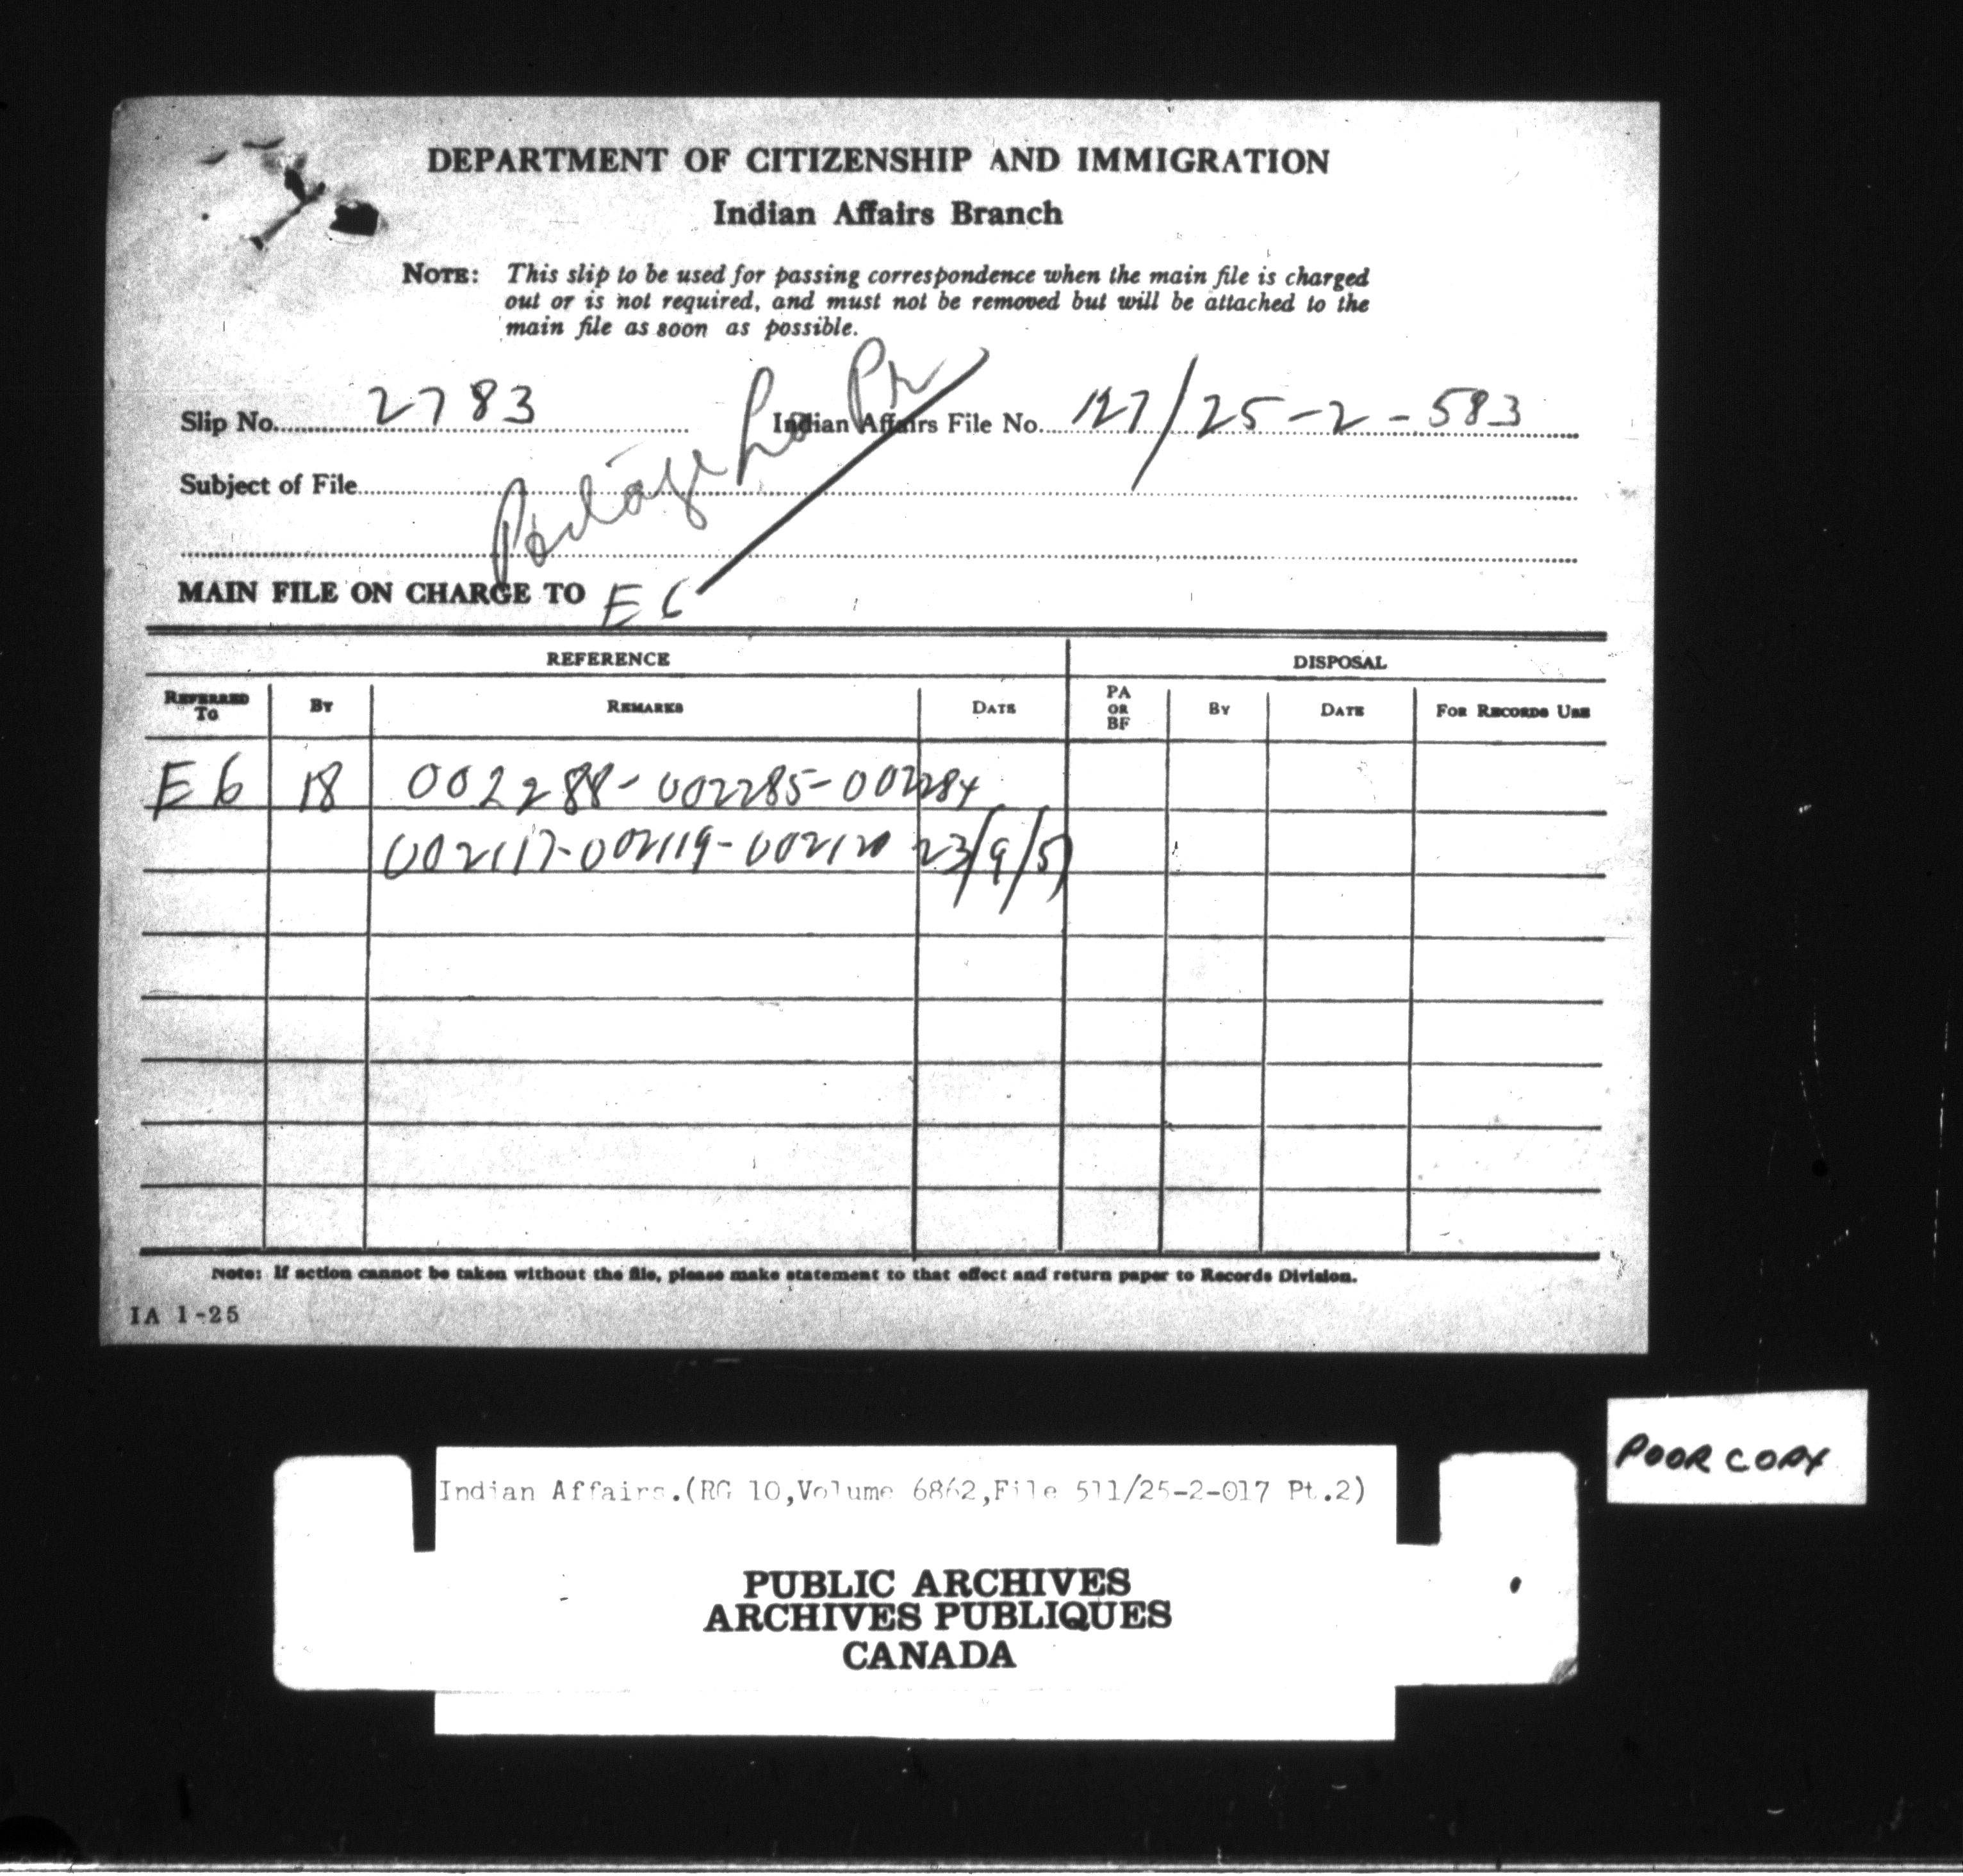 DEPARTMENT OF CITIZENSHIP AND IMMIGRATION
Indian Affairs Branch
NOTE: This slip to be used for passing correspondence when the main file is charged
out or is not required, and must not be removed but will be attached to the
main file as soon as possible.
Slip No. 2783 Indian Affairs File No. 127/25-2-583
Subject of File Portage La Pr
MAIN FILE ON CHARGE TO E6
REFERENCE DISPOSAL
REFERRED TO BY REMARKS DATE PA OR BF BY DATE FOR RECORDS USE
E6 18 002288-002285-002284
002117-002119-002120 23/9/57
Note: If action cannot be taken without the file, please make statement to that effect and return paper to Records Division.
IA 1-25
POOR COPY
Indian Affairs.(RG 10,Volume 6862,File 511/25-2-017 Pt.2)
PUBLIC ARCHIVES
ARCHIVES PUBLIQUES
CANADA